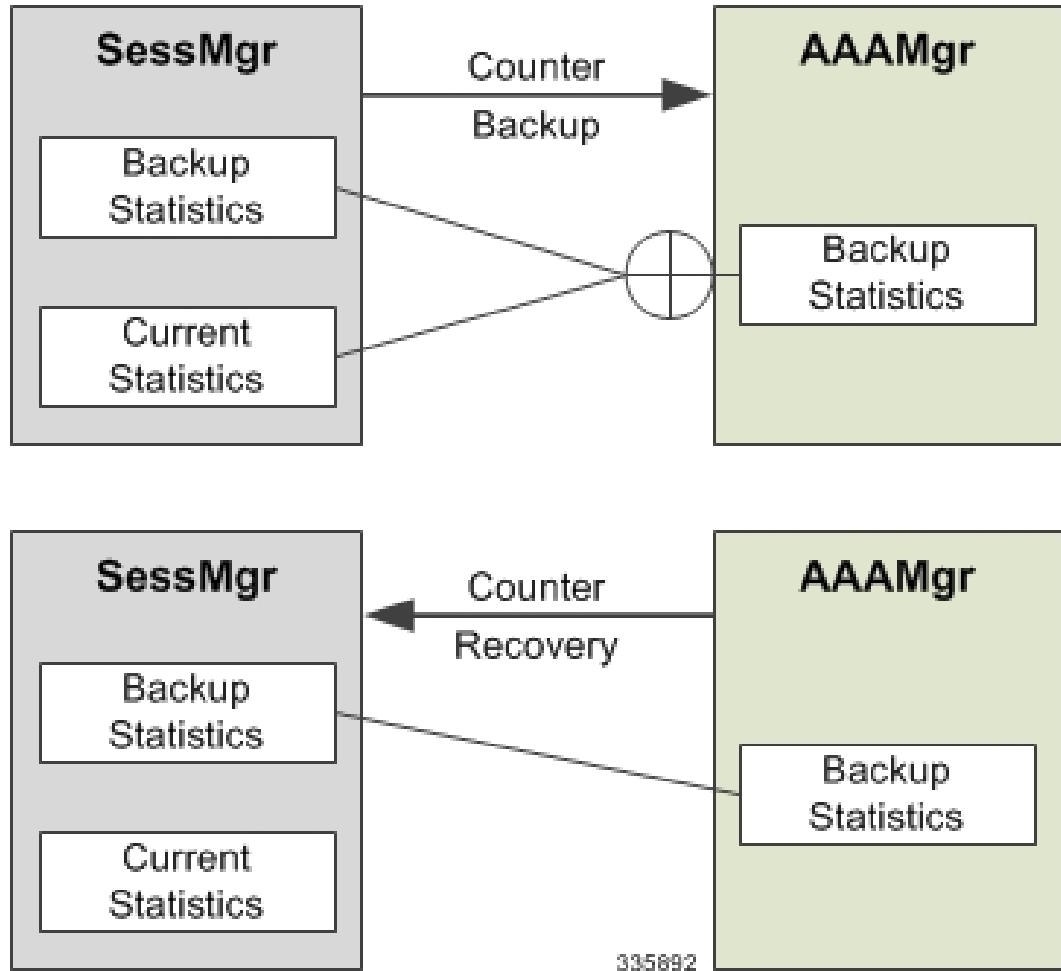 SessMgr
Counter
Backup
AAAMgr
Backup
Statistics
Current
Statistics
Backup
Statistics
SessMgr
Counter
Recovery
AAAMgr
Backup
Statistics
Current
Statistics
Backup
Statistics
335892